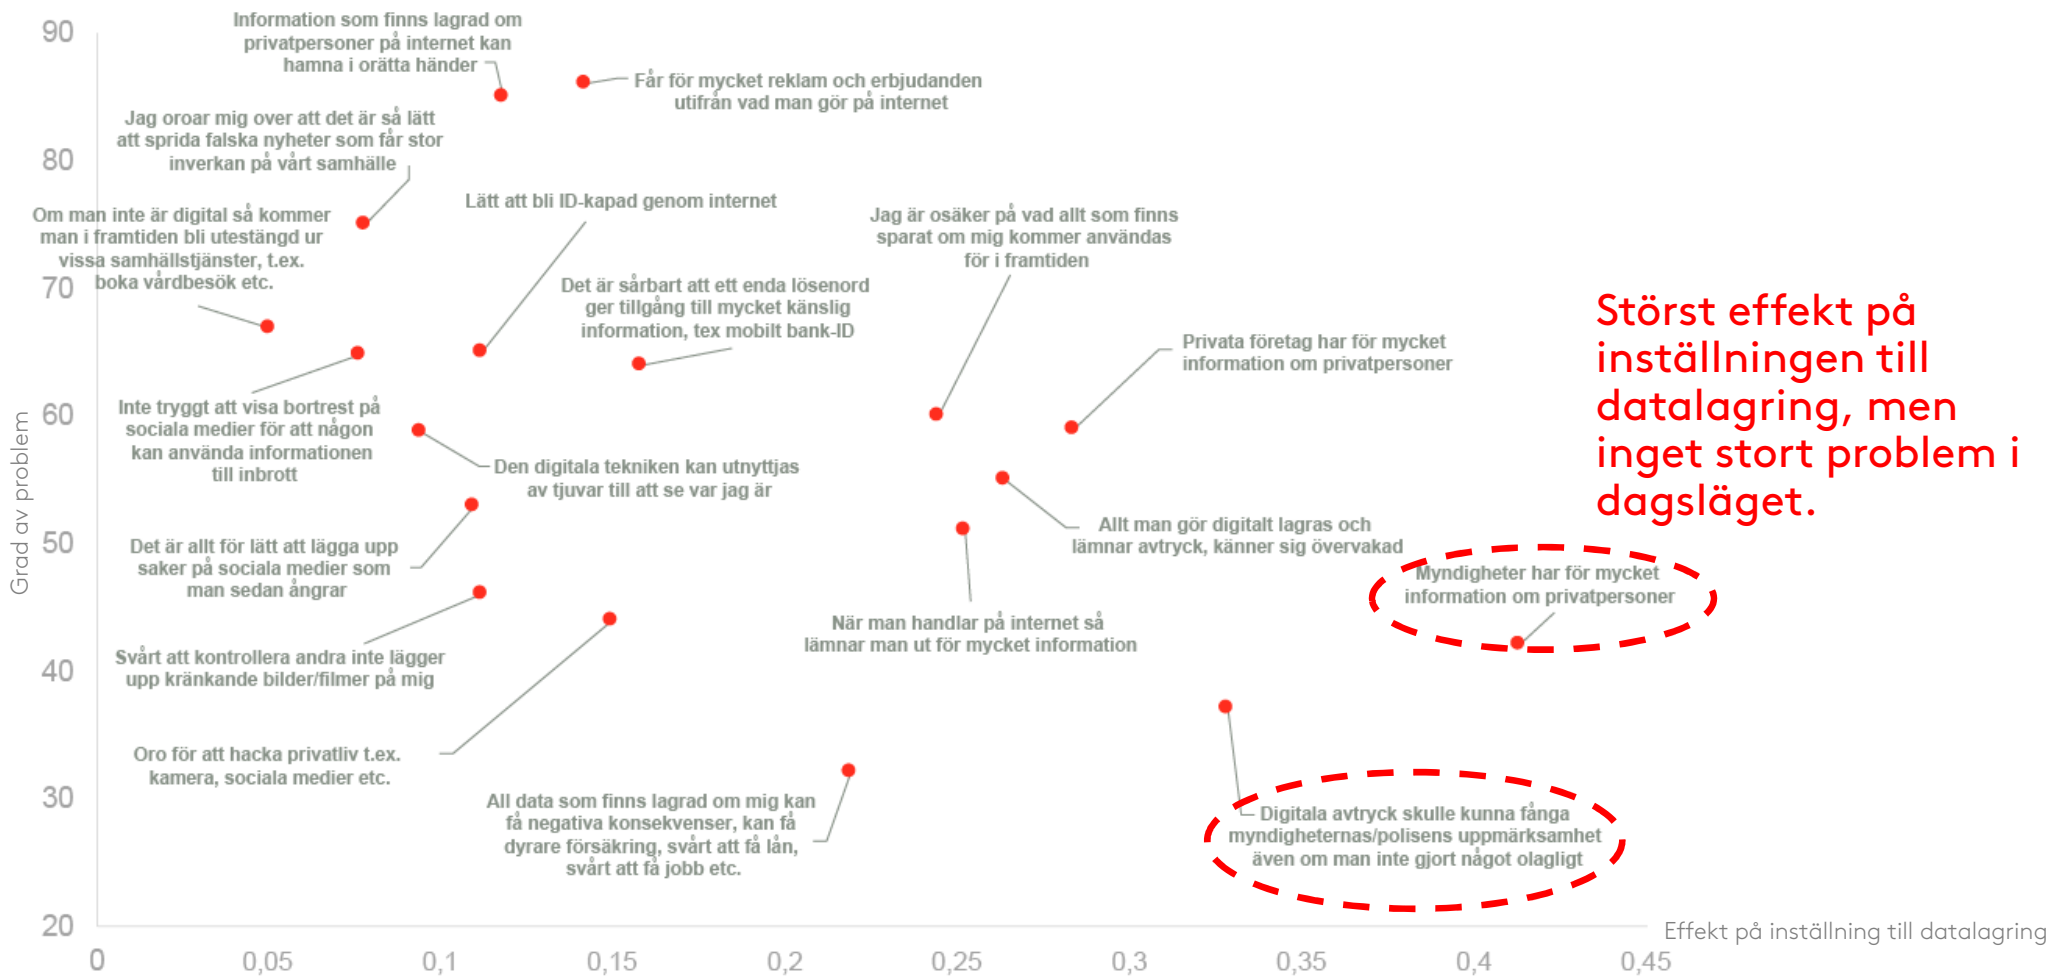 90
80
70
60
50
40
30
20
Grad av problem
Information som finns lagrad om
privatpersoner på internet kan
hamna i orätta händer
Får för mycket reklam och erbjudanden
utifrån vad man gör på internet
Jag oroar mig over att det är så lätt
att sprida falska nyheter som får stor
inverkan på vårt samhälle
Lätt att bli ID-kapad genom internet
Om man inte är digital så kommer
man i framtiden bli utestängd ur
vissa samhällstjänster, t.ex.
boka vårdbesök etc.
Jag är osäker på vad allt som finns
sparat om mig kommer användas
för i framtiden
Det är sårbart att ett enda lösenord
ger tillgång till mycket känslig
information, tex mobilt bank-ID
Privata företag har för mycket
information om privatpersoner
Störst effekt på
inställningen till
datalagring, men
inget stort problem i
dagsläget.
Inte tryggt att visa bortrest på
sociala medier för att någon
kan använda informationen
till inbrott
Den digitala tekniken kan utnyttjas
av tjuvar till att se var jag är
Allt man gör digitalt lagras och
lämnar avtryck, känner sig övervakad
Det är allt för lätt att lägga upp
saker på sociala medier som
man sedan ångrar
Myndigheter har för mycket
information om privatpersoner
När man handlar på internet så
lämnar man ut för mycket information
Svårt att kontrollera andra inte lägger
upp kränkande bilder/filmer på mig
Oro för att hacka privatliv t.ex.
kamera, sociala medier etc.
All data som finns lagrad om mig kan
få negativa konsekvenser, kan få
dyrare försäkring, svårt att få lån,
svårt att få jobb etc.
Digitala avtryck skulle kunna fånga
myndigheternas/polisens uppmärksamhet
även om man inte gjort något olagligt
Effekt på inställning till datalagring
0
0,05
0,1
0,15
0,2
0,25
0,3
0,35
0,4
0,45